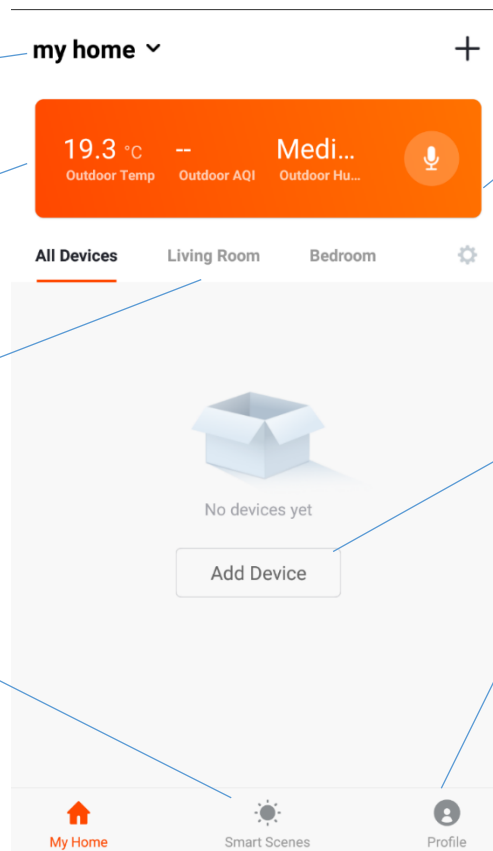 my home
19.3 °C -- Medi...
Outdoor Temp Outdoor AQI Outdoor Hu...
All Devices Living Room Bedroom
No devices yet
Add Device
My Home Smart Scenes Profile